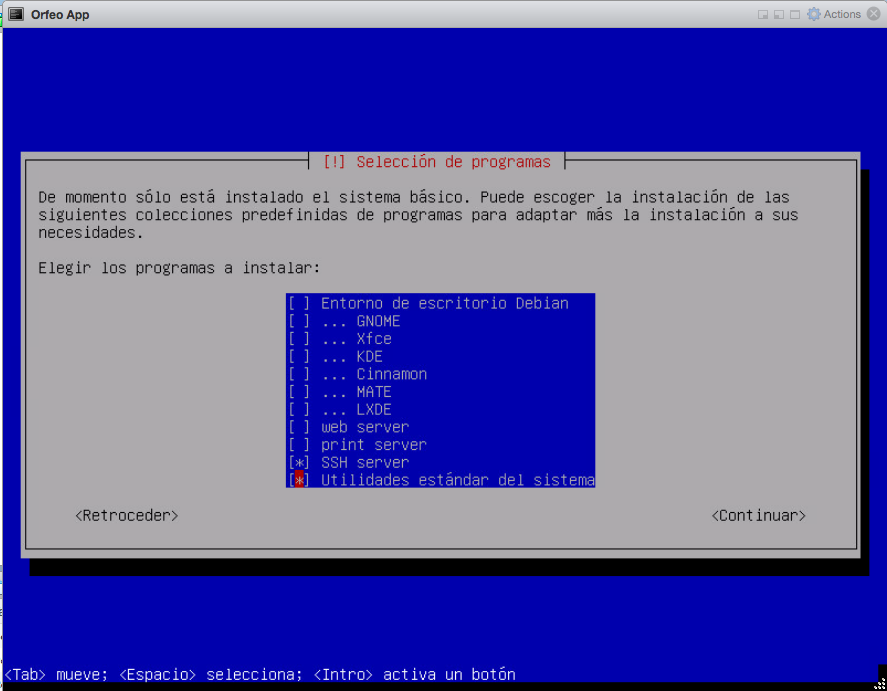 Orfeo App
Actions
[!] Selección de programas
De momento sólo está instalado el sistema básico. Puede escoger la instalación de las
siguientes colecciones predefinidas de programas para adaptar más la instalación a sus
necesidades.
Elegir los programas a instalar:
[ ] Entorno de escritorio Debian
[ ] ... GNOME
[ ] ... Xfce
[ ] ... KDE
[ ] ... Cinnamon
[ ] ... MATE
[ ] ... LXDE
[ ] web server
[ ] print server
[*] SSH server
[*] Utilidades estándar del sistema
<Retroceder> <Continuar>
<Tab> mueve; <Espacio> selecciona; <Intro> activa un botón